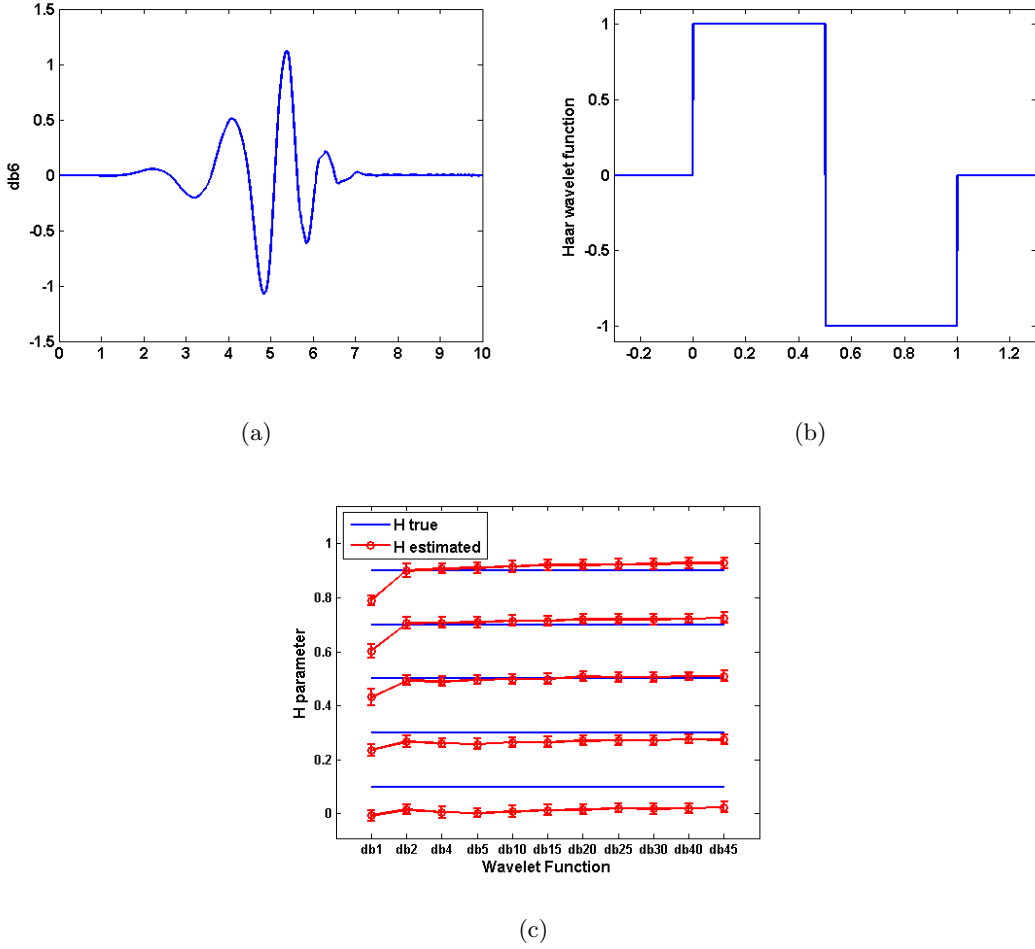 1.5
1
0.5
0
-0.5
-1
-1.5
db6
0 1 2 3 4 5 6 7 8 9 10
(a)
1
0.5
0
-0.5
-1
Haar wavelet function
-0.2 0 0.2 0.4 0.6 0.8 1 1.2
(b)
H true
H estimated
1
0.8
0.6
0.4
0.2
0
H parameter
db1 db2 db4 db5 db10 db15 db20 db25 db30 db40 db45
Wavelet Function
(c)